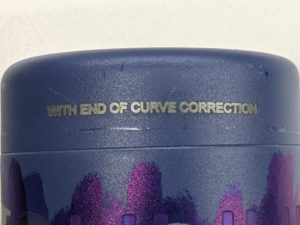 WITH END OF CURVE CORRECTION